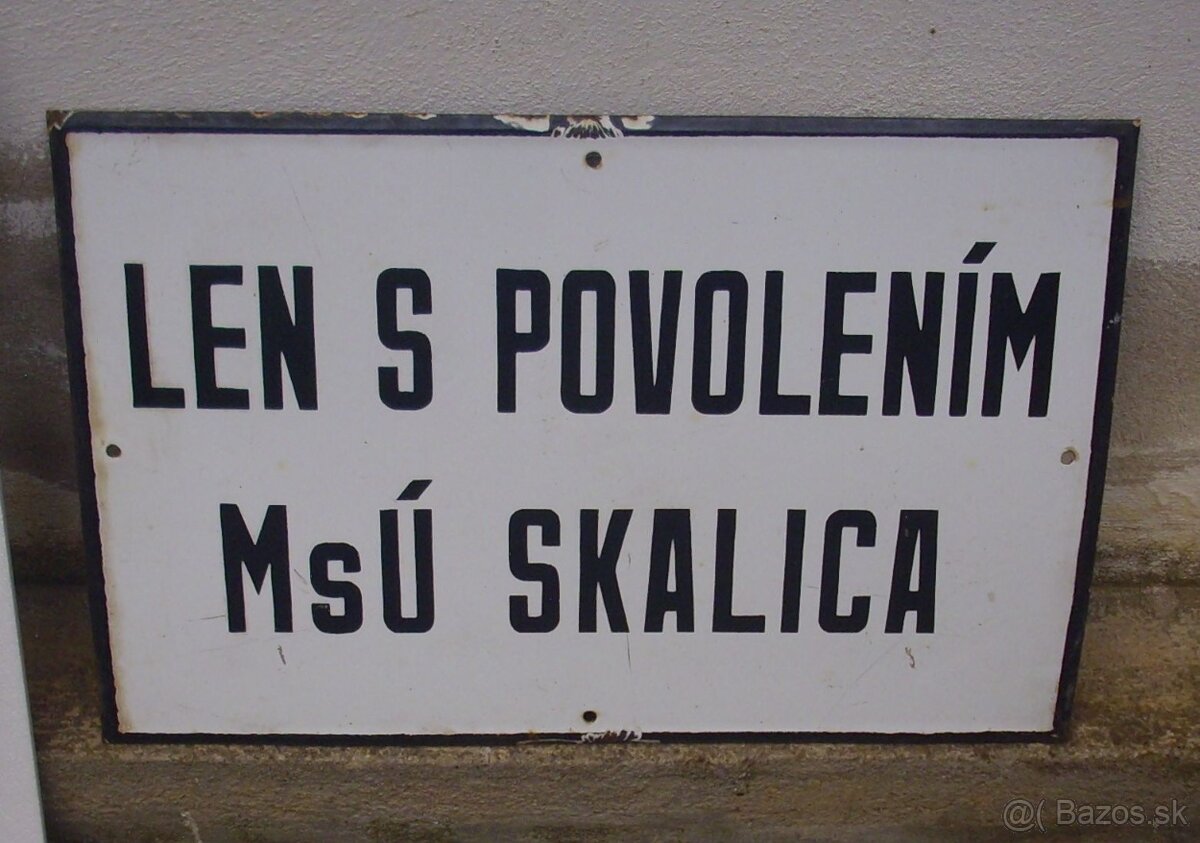 LEN S POVOLENÍM
MsÚ SKALICA
@( Bazos.sk